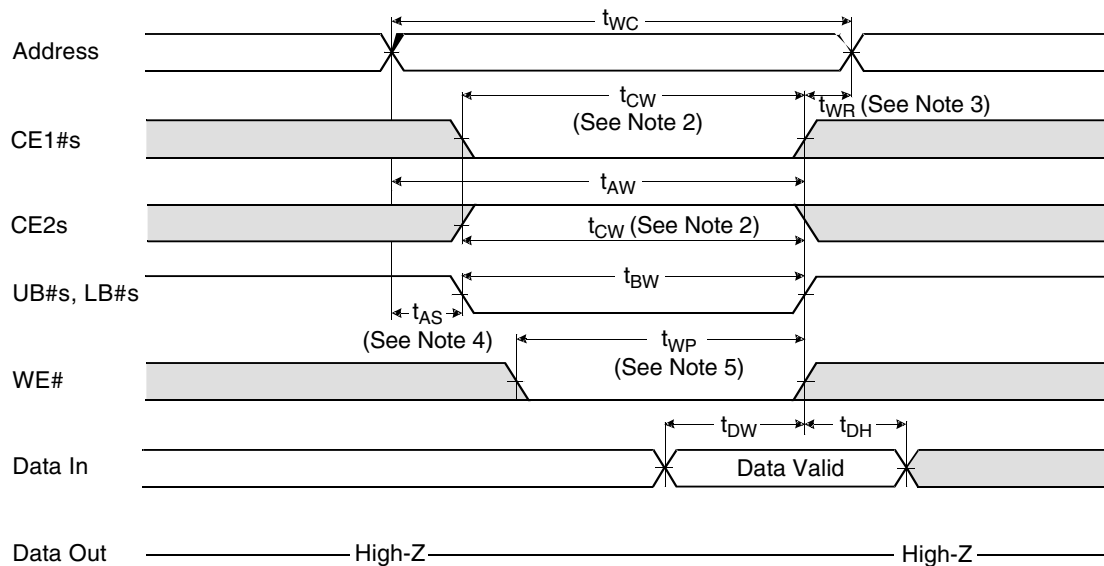 tWC
Address
tCW
(See Note 2)
tWR (See Note 3)
CE1#s
tAW
CE2s
tCW (See Note 2)
tBW
UB#s, LB#s
tAS
(See Note 4)
tWP
(See Note 5)
WE#
tDW
tDH
Data In
Data Valid
Data Out
High-Z
High-Z